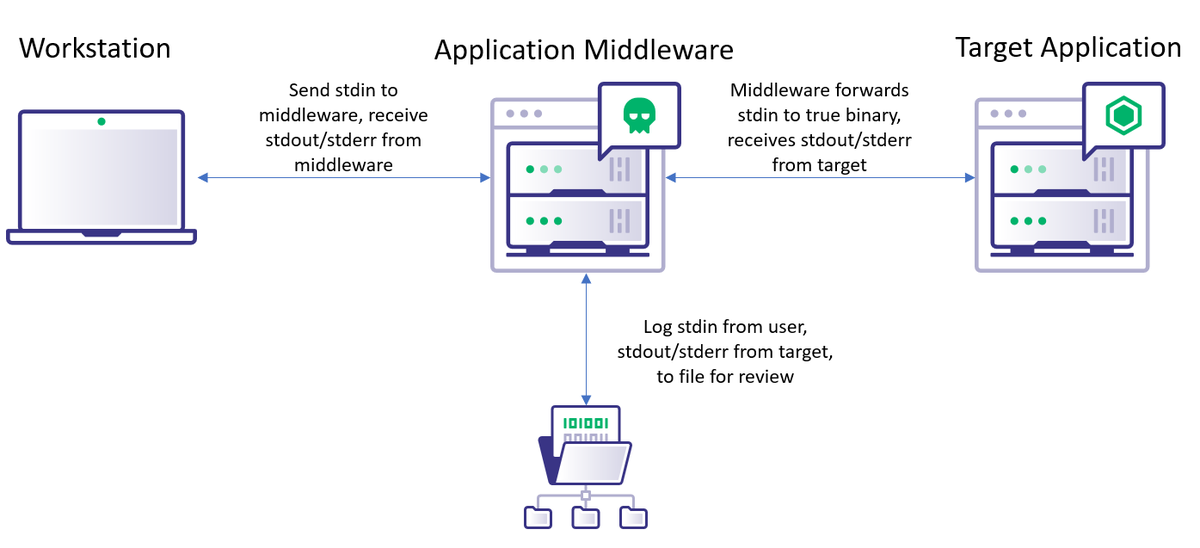 Workstation
Application Middleware
Target Application
Send stdin to
middleware, receive
stdout/stderr from
middleware
Middleware forwards
stdin to true binary,
receives stdout/stderr
from target
Log stdin from user,
stdout/stderr from target,
to file for review
101001